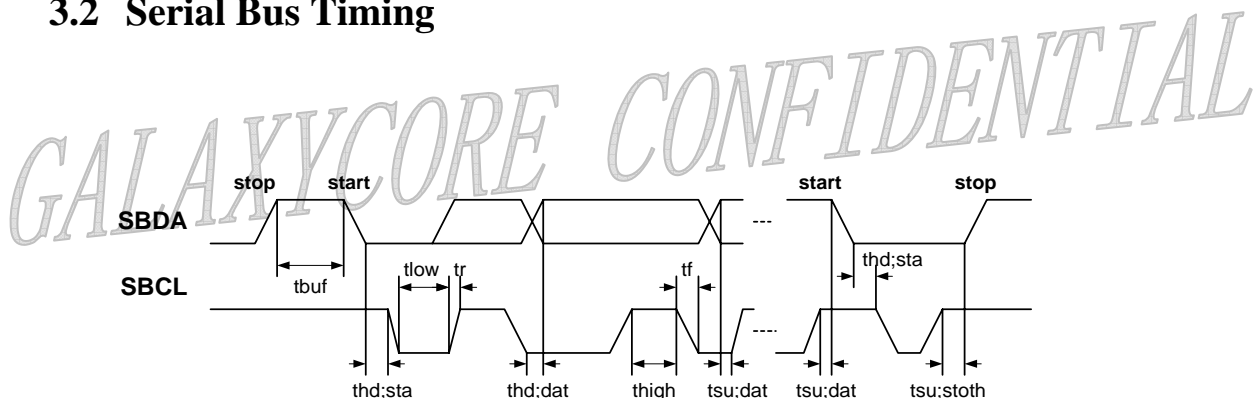 3.2 Serial Bus Timing
GALAXYCORE CONFIDENTIAL
stop start start stop
SBDA ----
thd;sta
tlow tr tf
SBCL tbuf
----
thd;sta thd;dat thigh tsu;dat tsu;dat tsu;stoth